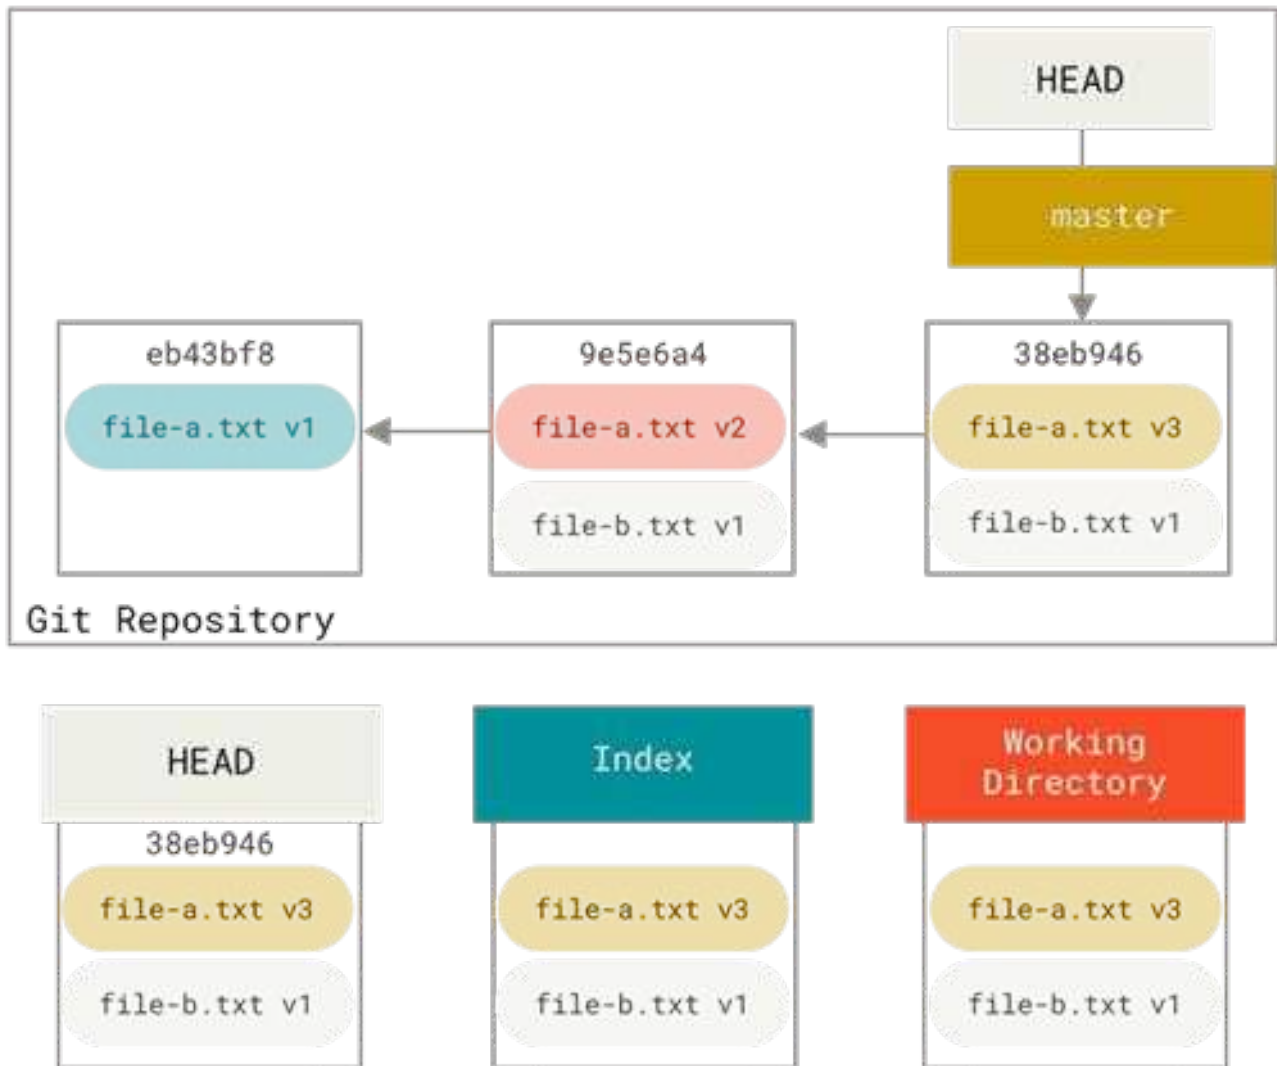 HEAD
master
eb43bf8
9e5e6a4
38eb946
file-a.txt v1
file-a.txt v2
file-a.txt v3
file-b.txt v1
file-b.txt v1
Git Repository
HEAD
Index
Working
Directory
38eb946
file-a.txt v3
file-a.txt v3
file-a.txt v3
file-b.txt v1
file-b.txt v1
file-b.txt v1